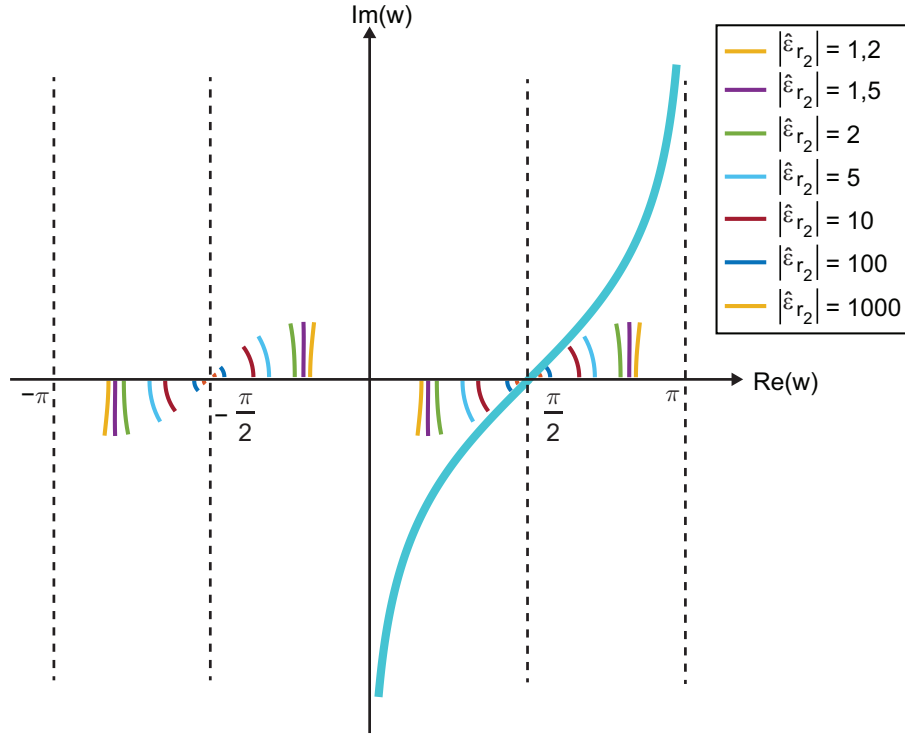 Im(w)
|ε̂r₂| = 1,2
|ε̂r₂| = 1,5
|ε̂r₂| = 2
|ε̂r₂| = 5
|ε̂r₂| = 10
|ε̂r₂| = 100
|ε̂r₂| = 1000
−π
−π/2
π/2
π
Re(w)